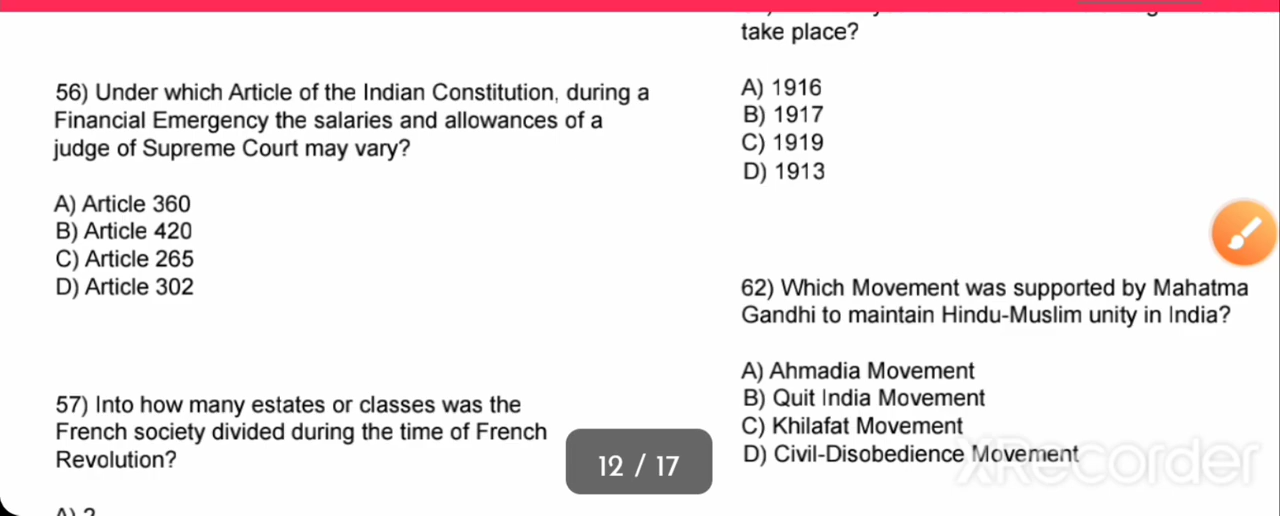 56) Under which Article of the Indian Constitution, during a
Financial Emergency the salaries and allowances of a
judge of Supreme Court may vary?
A) Article 360
B) Article 420
C) Article 265
D) Article 302
57) Into how many estates or classes was the
French society divided during the time of French
Revolution?
take place?
A) 1916
B) 1917
C) 1919
D) 1913
62) Which Movement was supported by Mahatma
Gandhi to maintain Hindu-Muslim unity in India?
A) Ahmadia Movement
B) Quit India Movement
C) Khilafat Movement
D) Civil-Disobedience Movement
12 / 17
XRecorder